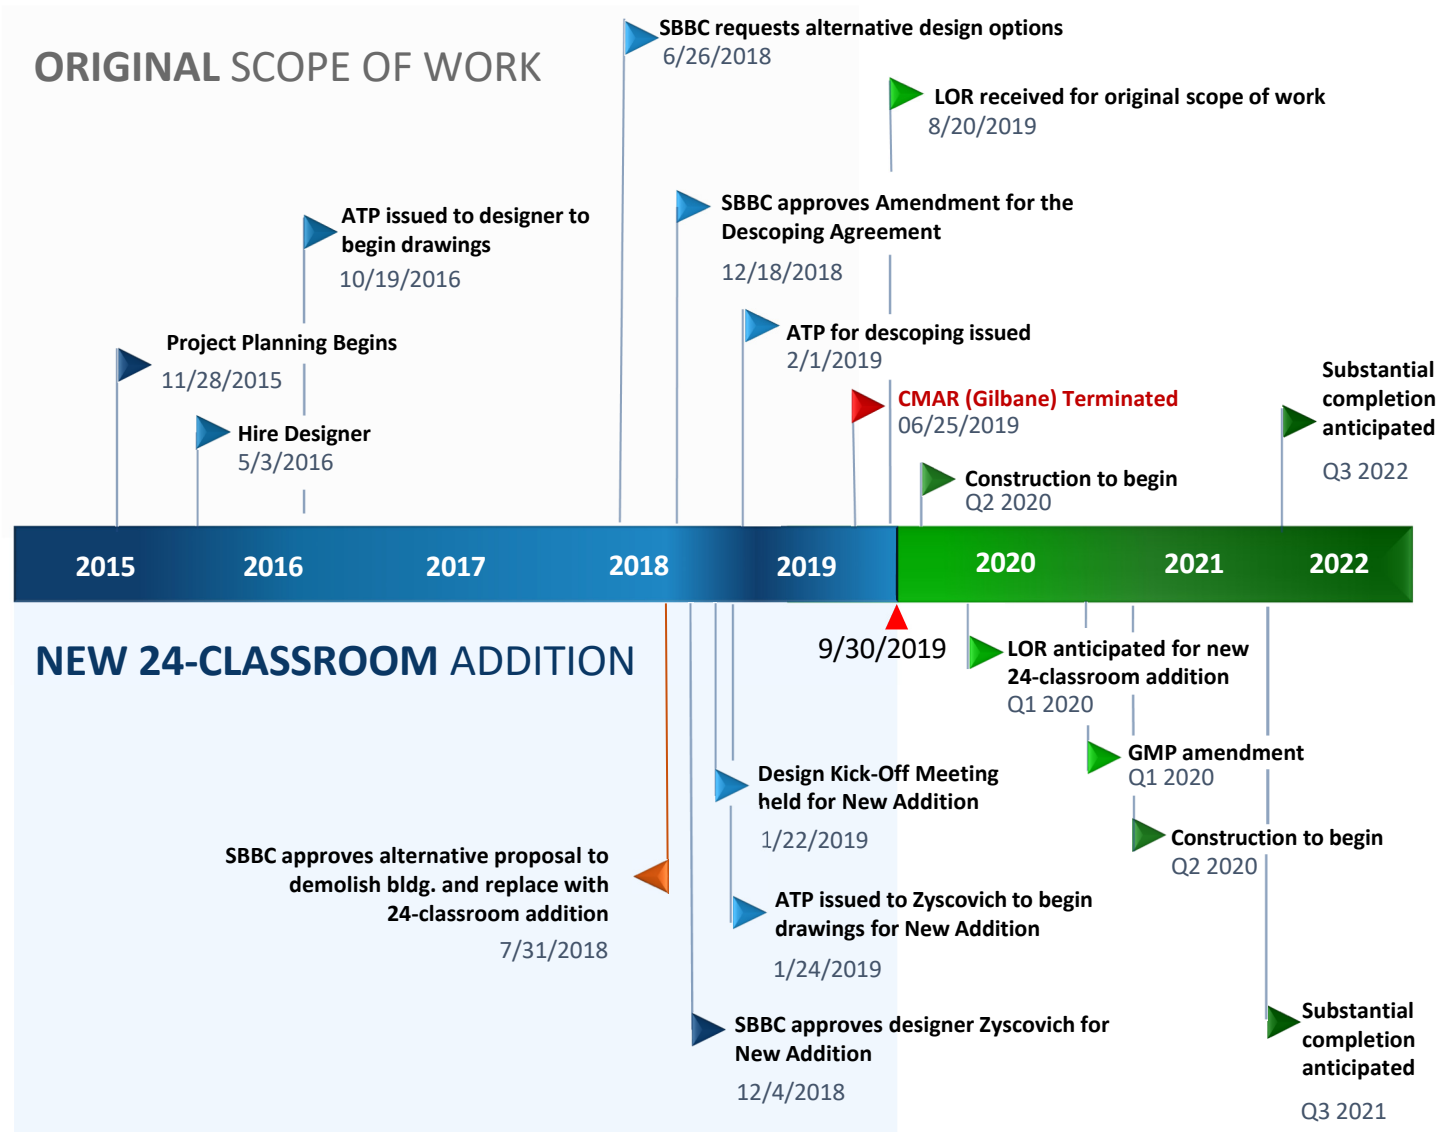 ORIGINAL SCOPE OF WORK
SBBC requests alternative design options
6/26/2018
LOR received for original scope of work
8/20/2019
ATP issued to designer to
begin drawings
10/19/2016
SBBC approves Amendment for the
Descoping Agreement
12/18/2018
Project Planning Begins
11/28/2015
ATP for descoping issued
2/1/2019
Hire Designer
5/3/2016
CMAR (Gilbane) Terminated
06/25/2019
Construction to begin
Q2 2020
Substantial
completion
anticipated
Q3 2022
2015 2016 2017 2018 2019 2020 2021 2022
NEW 24-CLASSROOM ADDITION
9/30/2019
LOR anticipated for new
24-classroom addition
Q1 2020
GMP amendment
Q1 2020
Design Kick-Off Meeting
held for New Addition
1/22/2019
Construction to begin
Q2 2020
SBBC approves alternative proposal to
demolish bldg. and replace with
24-classroom addition
7/31/2018
ATP issued to Zyscovich to begin
drawings for New Addition
1/24/2019
SBBC approves designer Zyscovich for
New Addition
12/4/2018
Substantial
completion
anticipated
Q3 2021